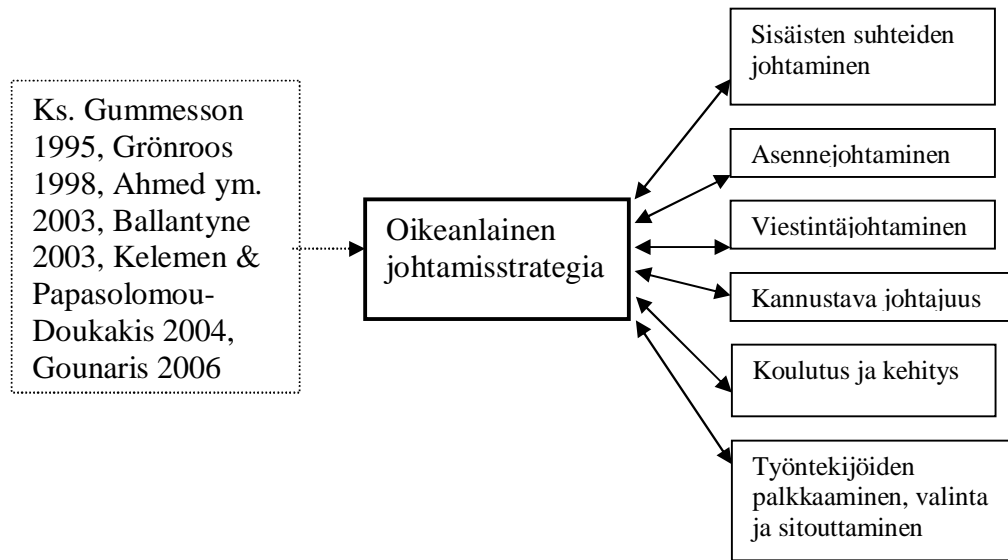 Ks. Gummesson
1995, Grönroos
1998, Ahmed ym.
2003, Ballantyne
2003, Kelemen &
Papasolomou-
Doukakis 2004,
Gounaris 2006
Oikeanlainen
johtamisstrategia
Sisäisten suhteiden
johtaminen
Asennejohtaminen
Viestintäjohtaminen
Kannustava johtajuus
Koulutus ja kehitys
Työntekijöiden
palkkaaminen, valinta
ja sitouttaminen